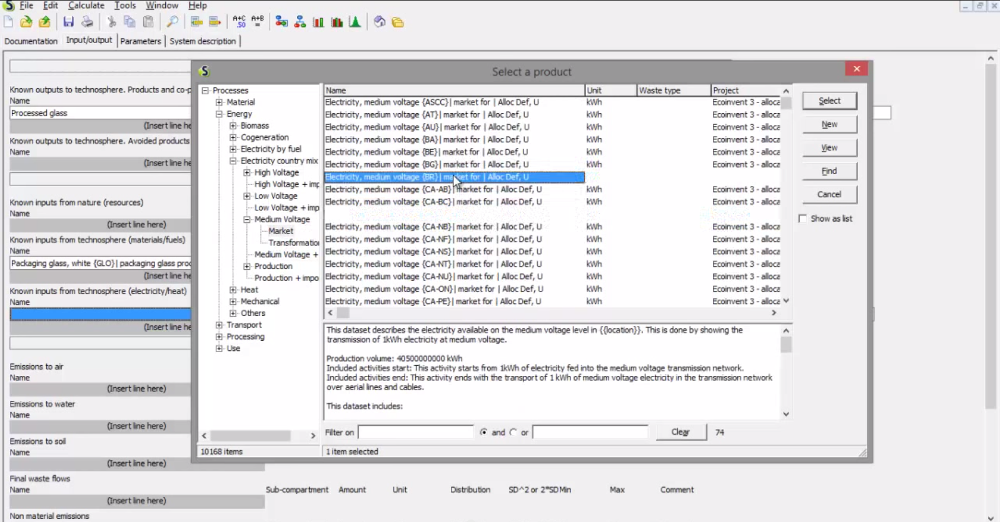 File Edit Calculate Tools Window Help
A+C
.50
A+B
=
Documentation Input/output Parameters System description
Known outputs to technosphere. Products and co-p
Name
Processed glass
(Insert line he
Known outputs to technosphere. Avoided products
Name
(Insert line he
Known inputs from nature (resources)
Name
(Insert line here)
Known inputs from technosphere (materials/fuels)
Name
Packaging glass, white {GLO}| packaging glass proc
(Insert line he
Known inputs from technosphere (electricity/heat)
Name
(Insert line he
Emissions to air
Name
(Insert line here)
Emissions to water
Name
(Insert line here)
Emissions to soil
Name
(Insert line here)
Final waste flows
Name Sub-compartment Amount Unit Distribution SD^2 or 2*SD Min Max Comment
(Insert line here)
Non material emissions
S Select a product
Processes
Material
Energy
Biomass
Cogeneration
Electricity by fuel
Electricity country mix
High Voltage
High Voltage + imp
Low Voltage
Low Voltage + imp
Medium Voltage
Market
Transformatio
Medium Voltage +
Production
Production + impo
Heat
Mechanical
Others
Transport
Processing
Use
10168 items
Name Unit Waste type Project
Electricity, medium voltage {ASCC}| market for | Alloc Def, U kWh Ecoinvent 3 - alloca
Electricity, medium voltage {AT}| market for | Alloc Def, U kWh Ecoinvent 3 - alloca
Electricity, medium voltage {AU}| market for | Alloc Def, U kWh Ecoinvent 3 - alloca
Electricity, medium voltage {BA}| market for | Alloc Def, U kWh Ecoinvent 3 - alloca
Electricity, medium voltage {BE}| market for | Alloc Def, U kWh Ecoinvent 3 - alloca
Electricity, medium voltage {BG}| market for | Alloc Def, U kWh Ecoinvent 3 - alloca
Electricity, medium voltage {BR}| market for | Alloc Def, U
Electricity, medium voltage {CA-AB}| market for | Alloc Def, U kWh Ecoinvent 3 - alloca
Electricity, medium voltage {CA-BC}| market for | Alloc Def, U kWh Ecoinvent 3 - alloca
Electricity, medium voltage {CA-NB}| market for | Alloc Def, U kWh Ecoinvent 3 - alloca
Electricity, medium voltage {CA-NF}| market for | Alloc Def, U kWh Ecoinvent 3 - alloca
Electricity, medium voltage {CA-NS}| market for | Alloc Def, U kWh Ecoinvent 3 - alloca
Electricity, medium voltage {CA-NT}| market for | Alloc Def, U kWh Ecoinvent 3 - alloca
Electricity, medium voltage {CA-NU}| market for | Alloc Def, U kWh Ecoinvent 3 - alloca
Electricity, medium voltage {CA-ON}| market for | Alloc Def, U kWh Ecoinvent 3 - alloca
Electricity, medium voltage {CA-PE}| market for | Alloc Def, U kWh Ecoinvent 3 - alloca
This dataset describes the electricity available on the medium voltage level in {{location}}. This is done by showing the
transmission of 1kWh electricity at medium voltage.
Production volume: 40500000000 kWh
Included activities start: This activity starts from 1kWh of electricity fed into the medium voltage transmission network.
Included activities end: This activity ends with the transport of 1 kWh of medium voltage electricity in the transmission network
over aerial lines and cables.
This dataset includes:
Filter on and or Clear 74
1 item selected
Select
New
View
Find
Cancel
Show as list